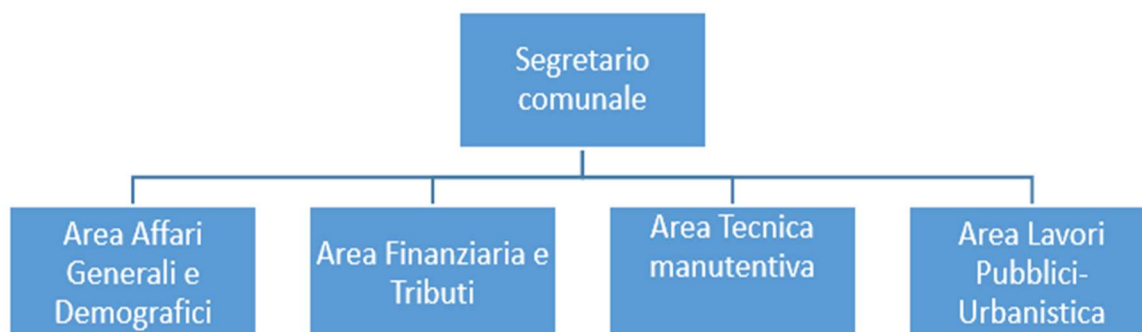 Segretario
comunale
Area Affari
Generali e
Demografici
Area Finanziaria e
Tributi
Area Tecnica
manutentiva
Area Lavori
Pubblici-
Urbanistica